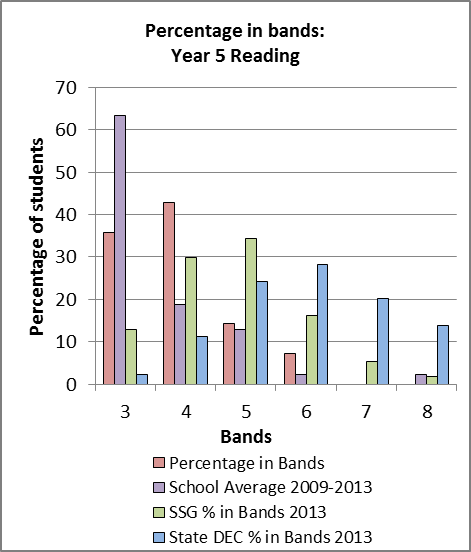 Percentage in bands:
Year 5 Reading
70
60
50
40
30
20
10
0
Percentage of students
3 4 5 6 7 8
Bands
Percentage in Bands
School Average 2009-2013
SSG % in Bands 2013
State DEC % in Bands 2013